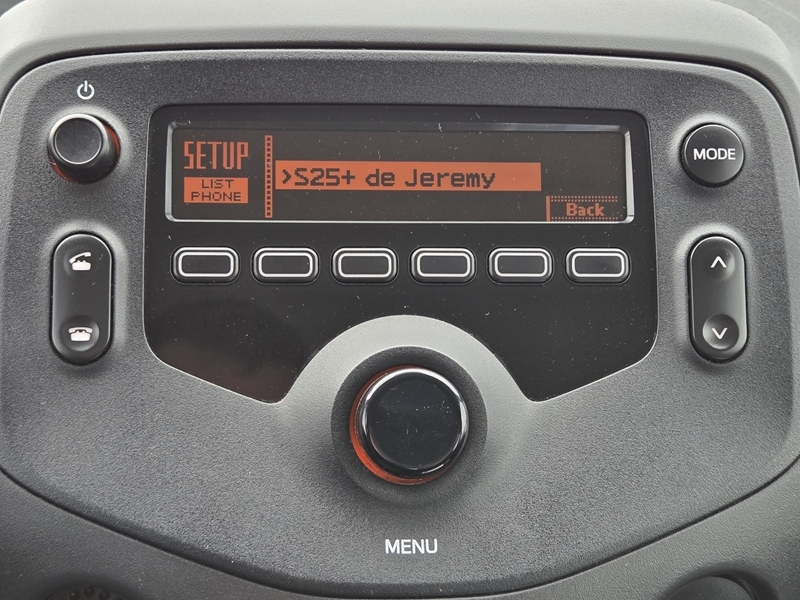 SETUP
LIST
PHONE
>S25+ de Jeremy
Back
MODE
MENU